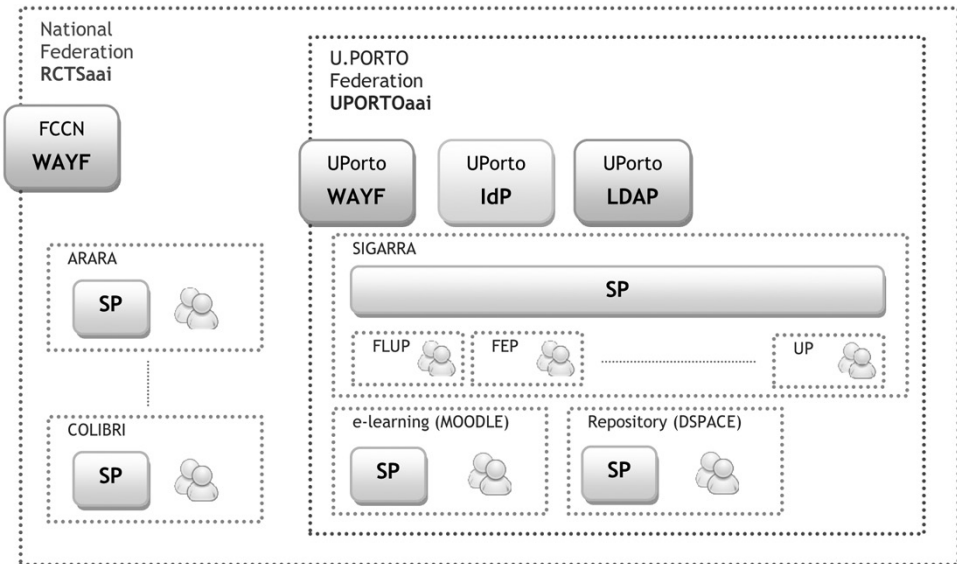 National
Federation
RCTSaai
FCCN
WAYF
ARARA
SP
COLIBRI
SP
U.PORTO
Federation
UPORTOaai
UPorto
WAYF
UPorto
IdP
UPorto
LDAP
SIGARRA
SP
FLUP
FEP
UP
e-learning (MOODLE)
SP
Repository (DSPACE)
SP